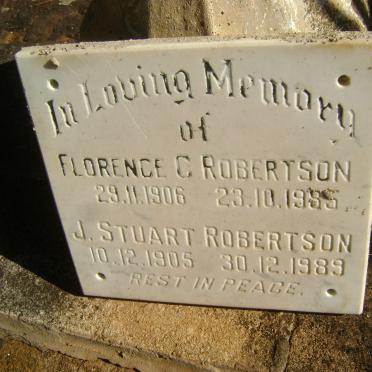 In Loving Memory
of
FLORENCE C ROBERTSON
29.11.1906 23.10.1985
J. STUART ROBERTSON
10.12.1905 30.12.1989
REST IN PEACE.